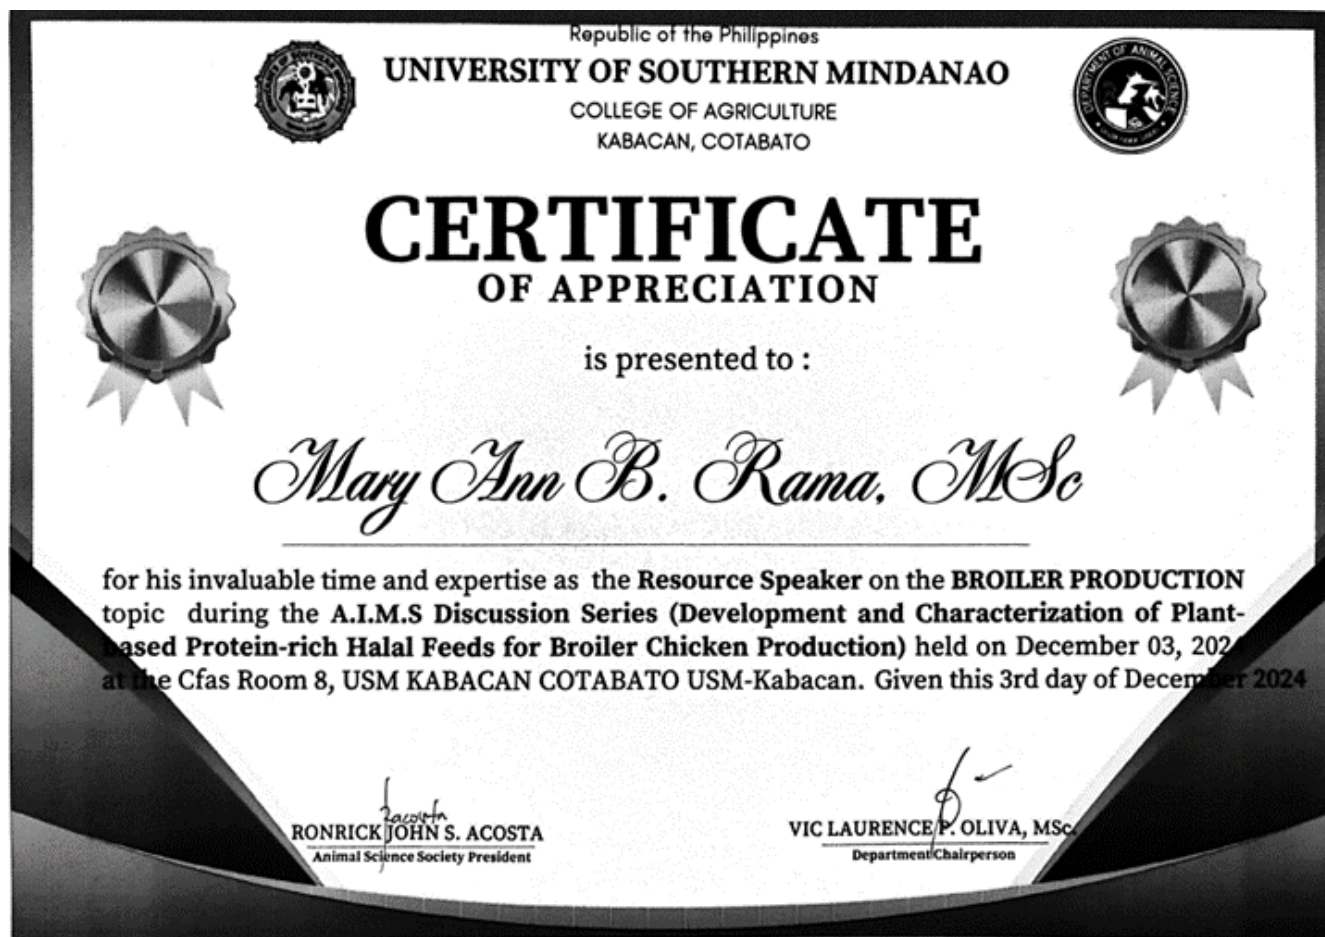 Republic of the Philippines
UNIVERSITY OF SOUTHERN MINDANAO
COLLEGE OF AGRICULTURE
KABACAN, COTABATO
DEPARTMENT OF ANIMAL SCIENCE
CERTIFICATE
OF APPRECIATION
is presented to :
Mary Ann B. Rama, MSc
for his invaluable time and expertise as the Resource Speaker on the BROILER PRODUCTION
topic during the A.I.M.S Discussion Series (Development and Characterization of Plant-
based Protein-rich Halal Feeds for Broiler Chicken Production) held on December 03, 2024
at the Cfas Room 8, USM KABACAN COTABATO USM-Kabacan. Given this 3rd day of December 2024
RONRICK JOHN S. ACOSTA
Animal Science Society President
VIC LAURENCE P. OLIVA, MSc.
Department Chairperson